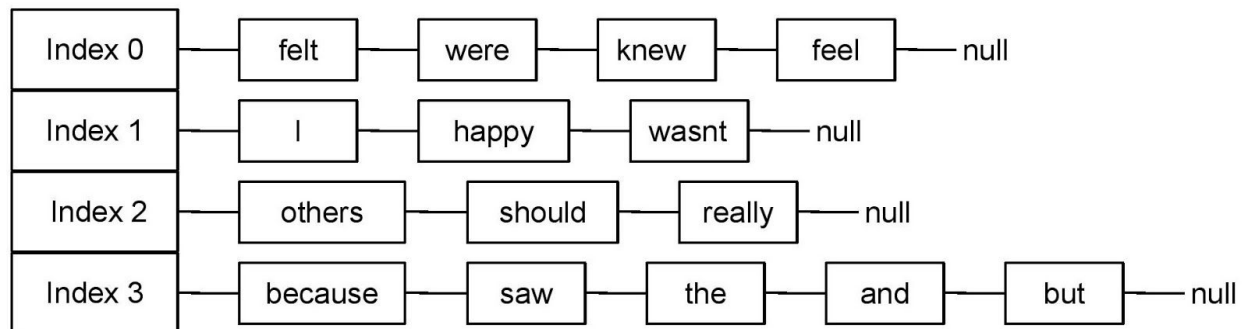 Index 0 felt were knew feel null
Index 1 I happy wasnt null
Index 2 others should really null
Index 3 because saw the and but null